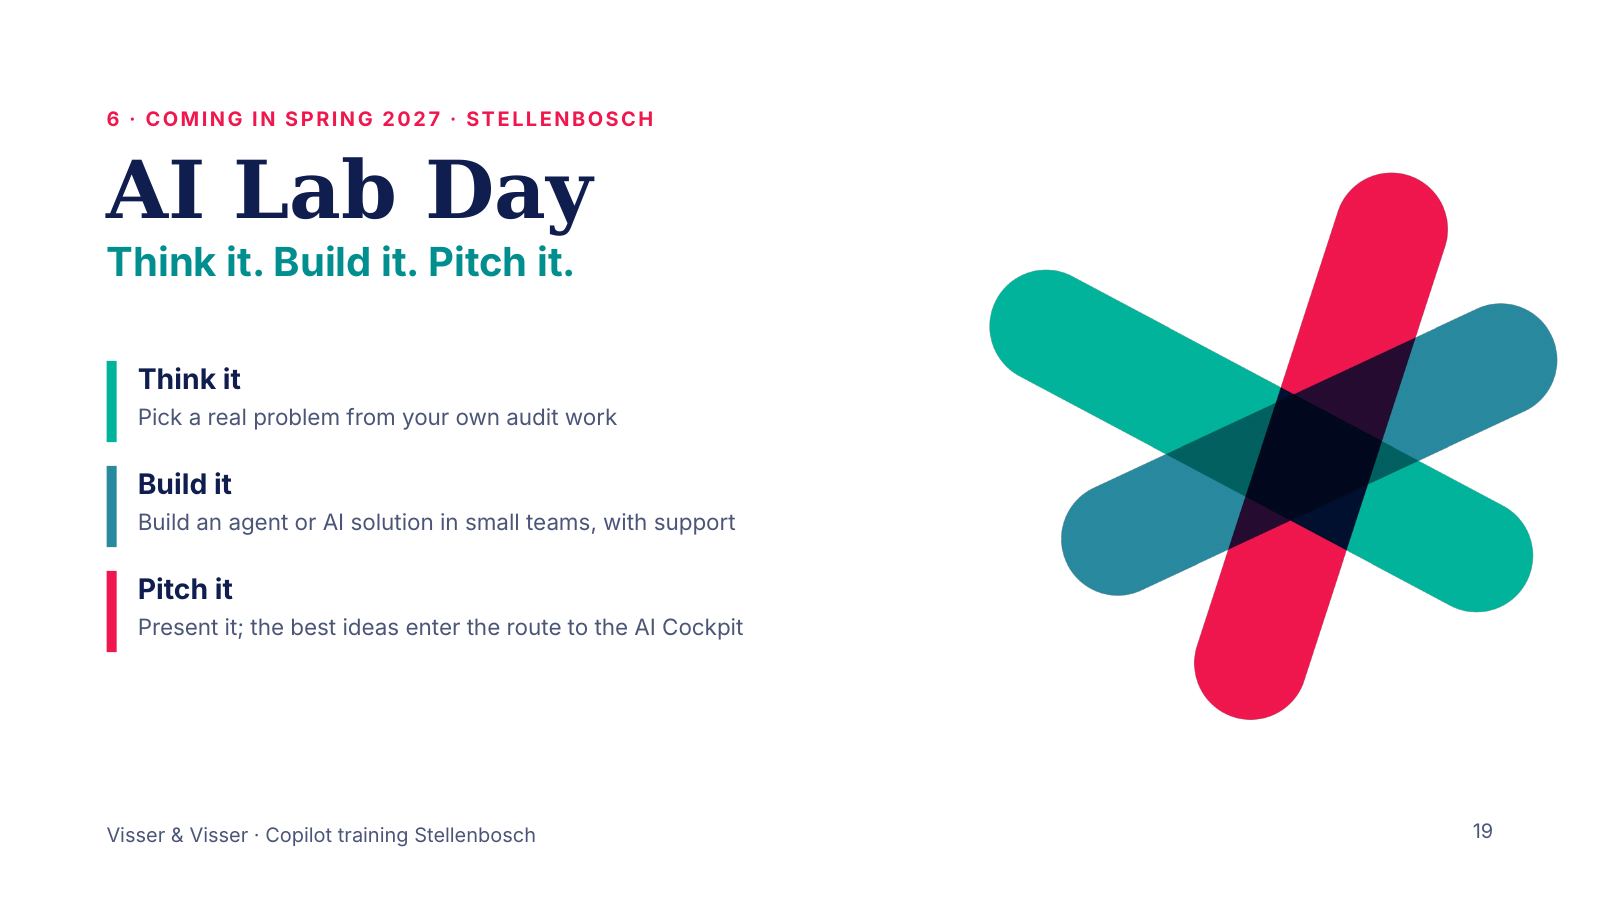 6 · COMING IN SPRING 2027 · STELLENBOSCH
AI Lab Day
Think it. Build it. Pitch it.
Think it
Pick a real problem from your own audit work
Build it
Build an agent or AI solution in small teams, with support
Pitch it
Present it; the best ideas enter the route to the AI Cockpit
Visser & Visser · Copilot training Stellenbosch
19